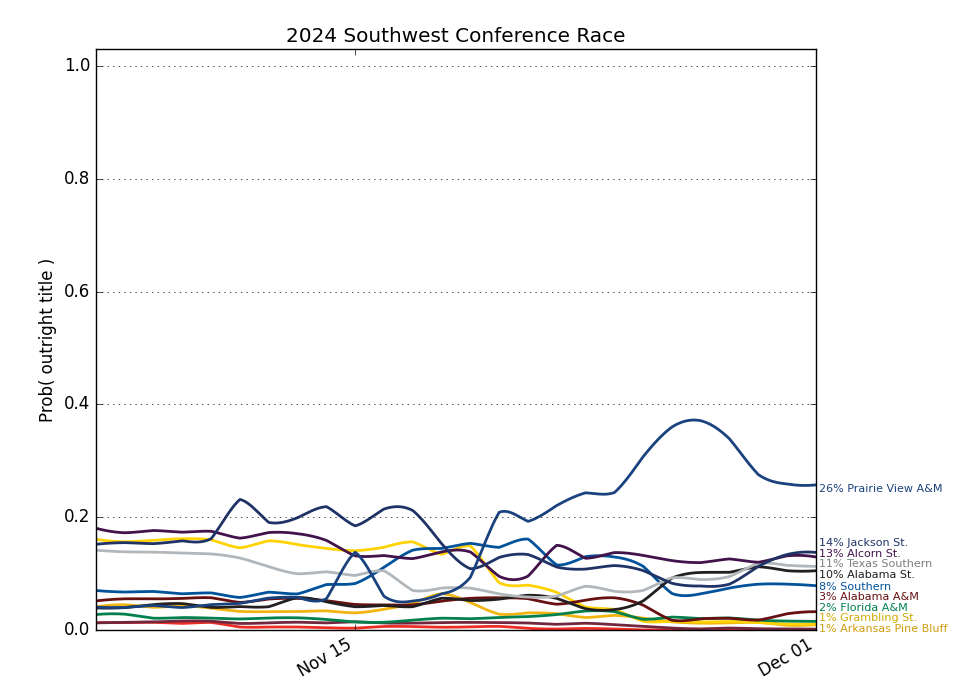 2024 Southwest Conference Race
Prob( outright title )
1.0
0.8
0.6
0.4
0.2
0.0
Nov 15
Dec 01
26% Prairie View A&M
14% Jackson St.
13% Alcorn St.
11% Texas Southern
10% Alabama St.
8% Southern
3% Alabama A&M
2% Florida A&M
1% Grambling St.
1% Arkansas Pine Bluff